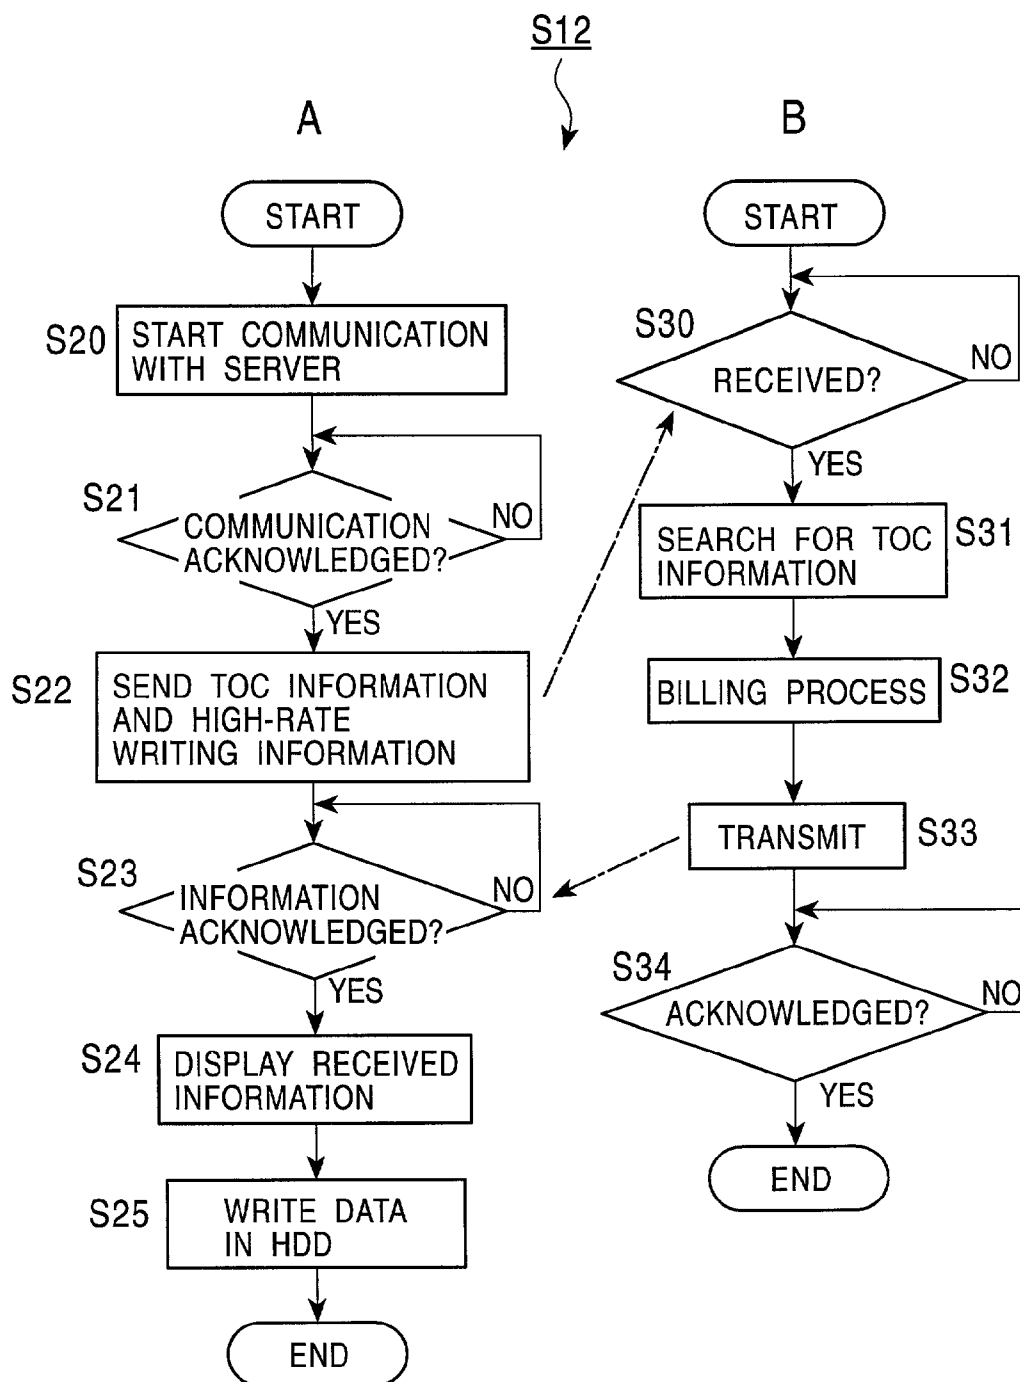 S12
A
START
S20
START COMMUNICATION
WITH SERVER
S21
COMMUNICATION
ACKNOWLEDGED?
NO
YES
S22
SEND TOC INFORMATION
AND HIGH-RATE
WRITING INFORMATION
S23
INFORMATION
ACKNOWLEDGED?
NO
YES
S24
DISPLAY RECEIVED
INFORMATION
S25
WRITE DATA
IN HDD
END
B
START
S30
RECEIVED?
NO
YES
SEARCH FOR TOC
INFORMATION
S31
BILLING PROCESS
S32
TRANSMIT
S33
S34
ACKNOWLEDGED?
NO
YES
END